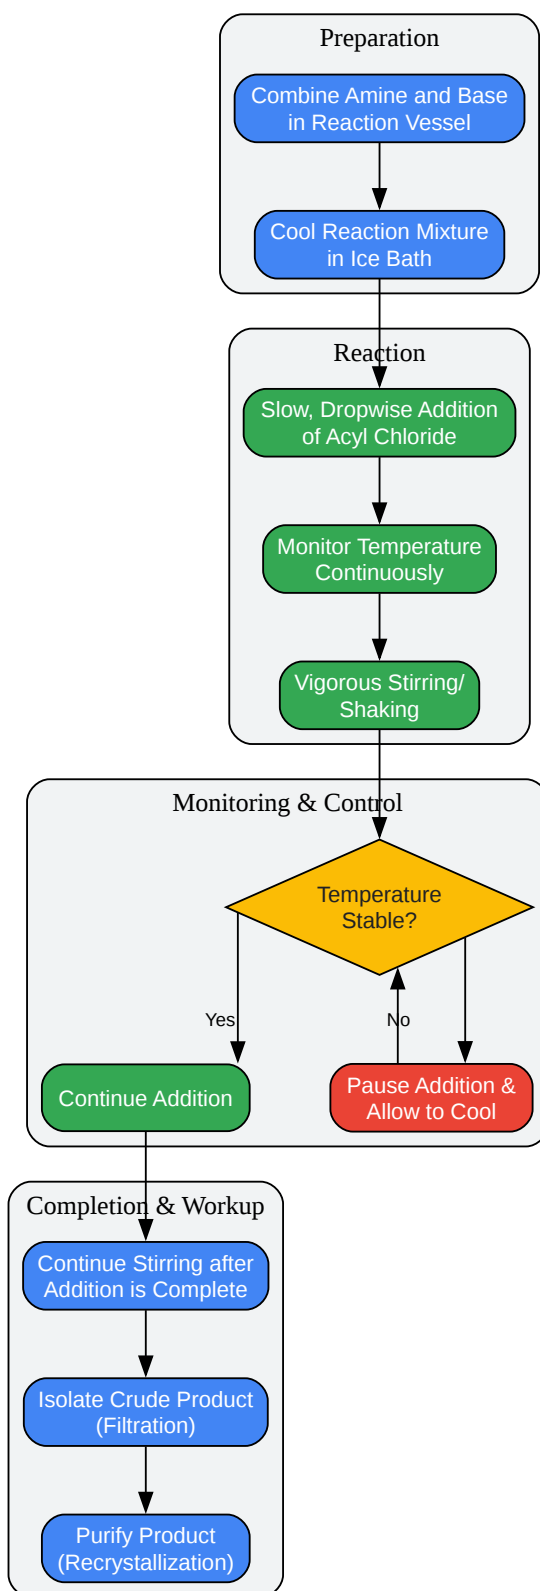 Preparation
Combine Amine and Base
in Reaction Vessel
Cool Reaction Mixture
in Ice Bath
Reaction
Slow, Dropwise Addition
of Acyl Chloride
Monitor Temperature
Continuously
Vigorous Stirring/
Shaking
Monitoring & Control
Temperature
Stable?
Yes
No
Continue Addition
Pause Addition &
Allow to Cool
Completion & Workup
Continue Stirring after
Addition is Complete
Isolate Crude Product
(Filtration)
Purify Product
(Recrystallization)